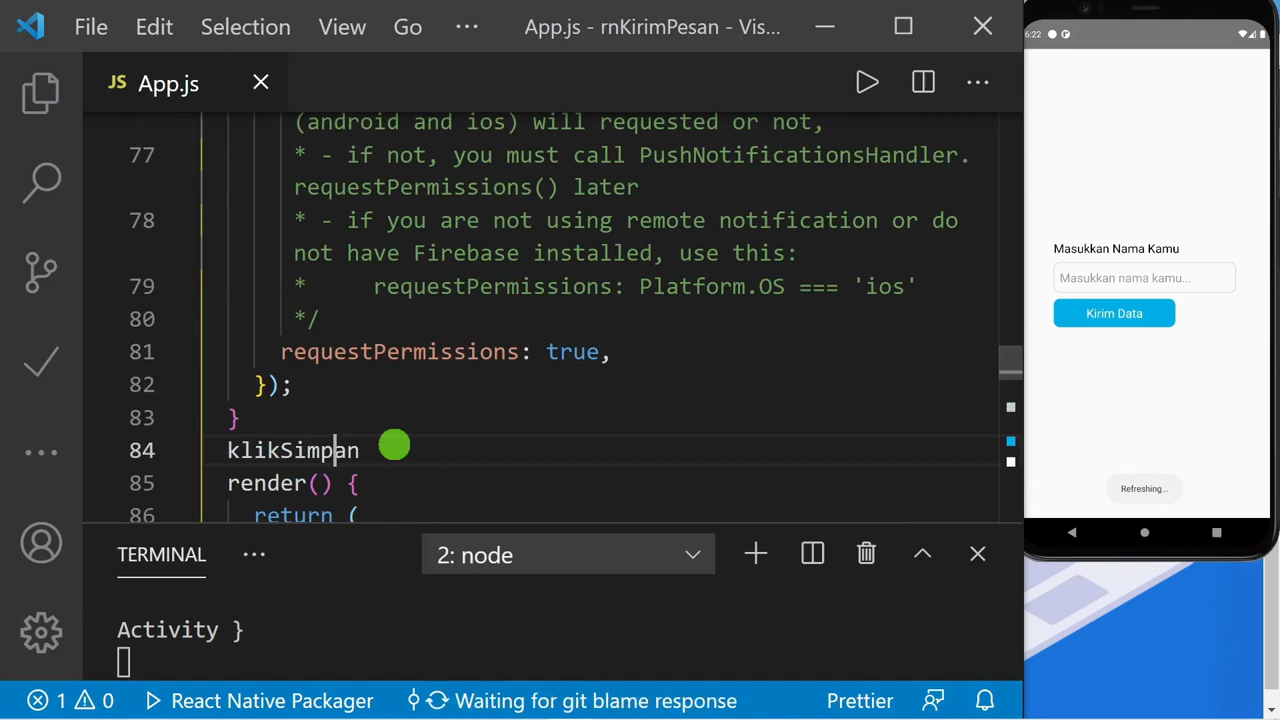 File Edit Selection View Go ··· App.js - rnKirimPesan - Vis...
JS App.js
(android and ios) will requested or not,
77 * - if not, you must call PushNotificationsHandler.
requestPermissions() later
78 * - if you are not using remote notification or do
not have Firebase installed, use this:
79 * requestPermissions: Platform.OS === 'ios'
80 */
81 requestPermissions: true,
82 });
83 }
84 klikSimpan
85 render() {
86 return (
TERMINAL ··· 2: node
Activity }
1 0 React Native Packager Waiting for git blame response Prettier
6:22
Masukkan Nama Kamu
Masukkan nama kamu...
Kirim Data
Refreshing...